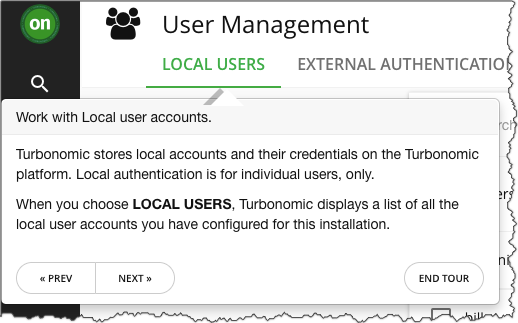 on
User Management
LOCAL USERS EXTERNAL AUTHENTICATIO
Work with Local user accounts.
Turbonomic stores local accounts and their credentials on the Turbonomic
platform. Local authentication is for individual users, only.
When you choose LOCAL USERS, Turbonomic displays a list of all the
local user accounts you have configured for this installation.
« PREV NEXT » END TOUR